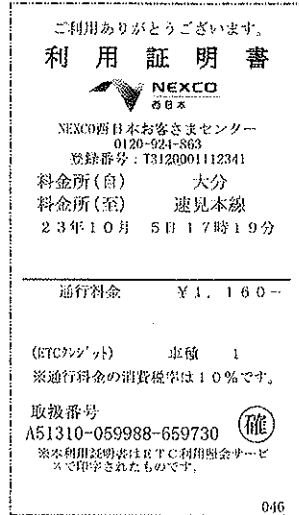 ご利用ありがとうございます。
利用証明書
NEXCO
西日本
NEXCO西日本お客さまセンター
0120-924-863
登録番号：T3120001112341
料金所(自) 大分
料金所(至) 速見本線
23年10月 5日17時19分
通行料金 ￥1,160-
(ETCｸﾚｼﾞｯﾄ) 車種 1
※通行料金の消費税率は10%です。
取扱番号
A51310-059988-659730 確
※本利用証明書はETC利用照会サービ
スで印字されたものです。
046